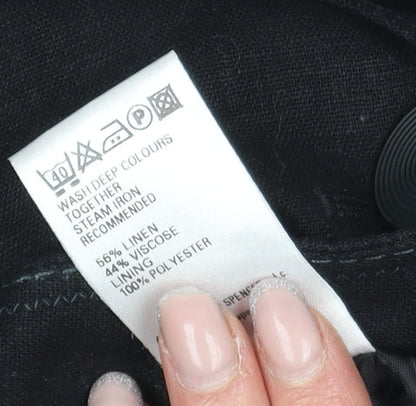 40 P
WASH DEEP COLOURS
TOGETHER
STEAM IRON
RECOMMENDED
56% LINEN
44% VISCOSE
LINING
100% POLYESTER